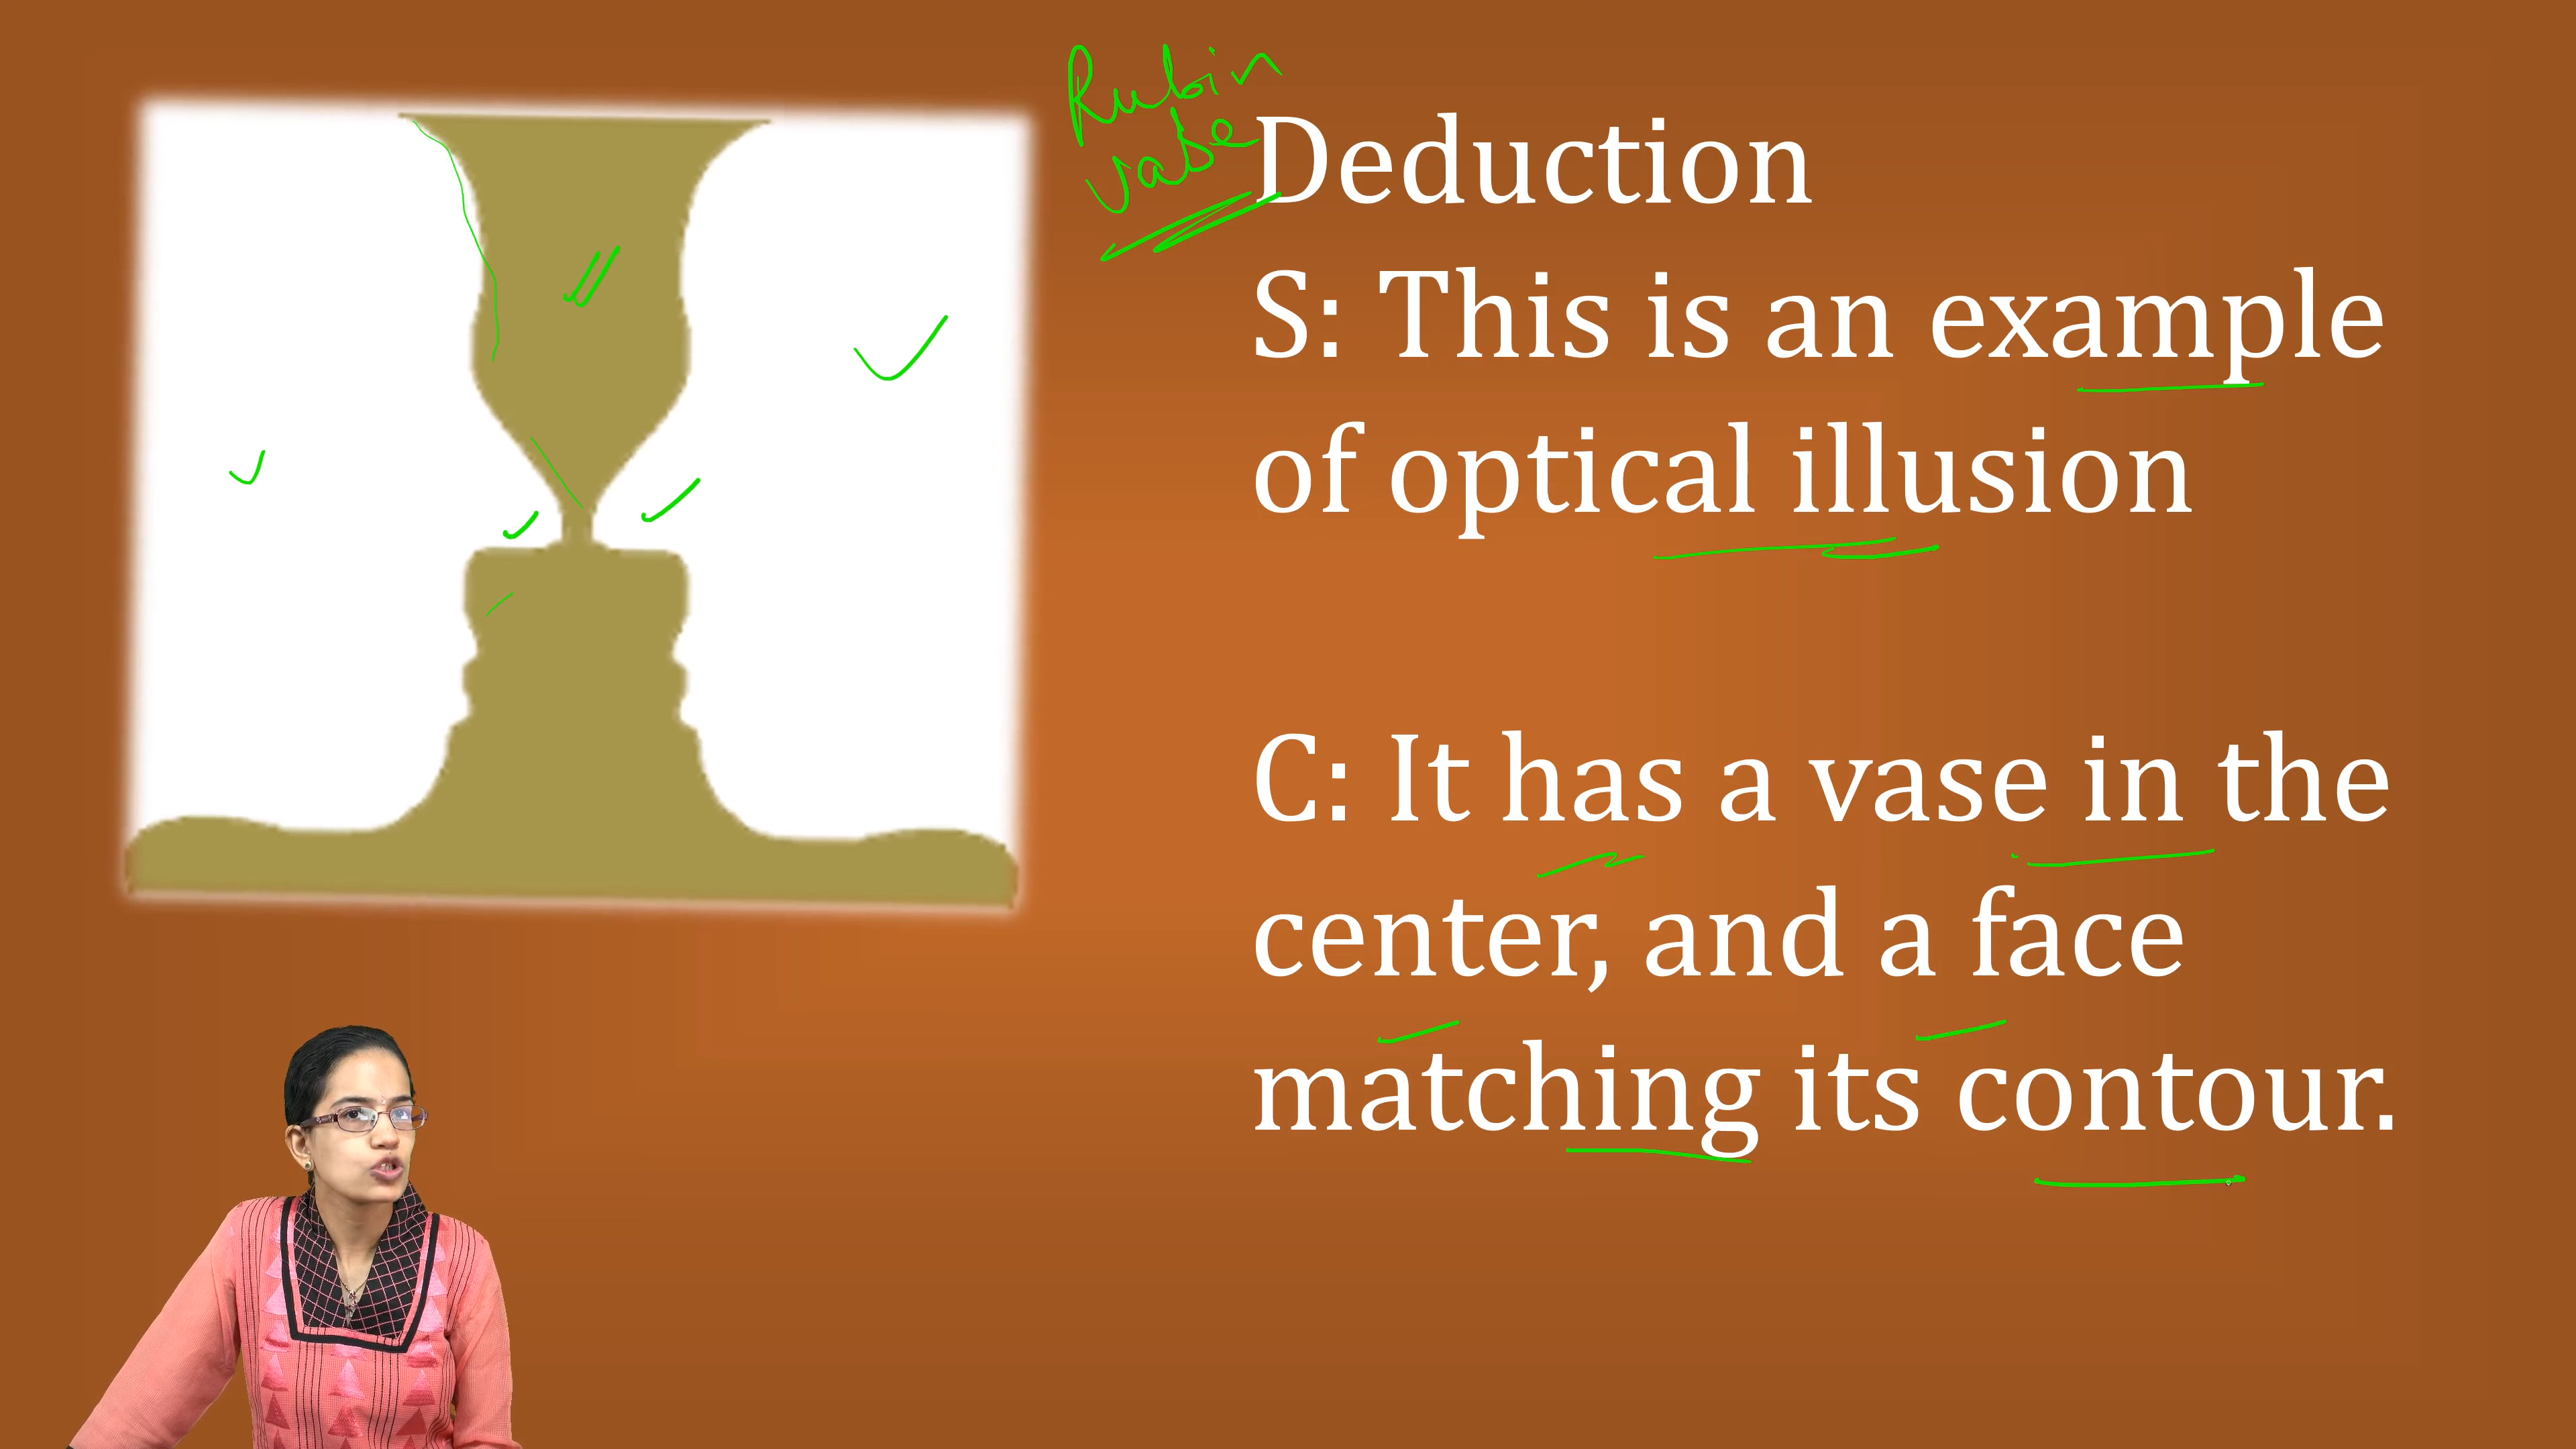 Rubin
vase
Deduction
S: This is an example
of optical illusion
C: It has a vase in the
center, and a face
matching its contour.